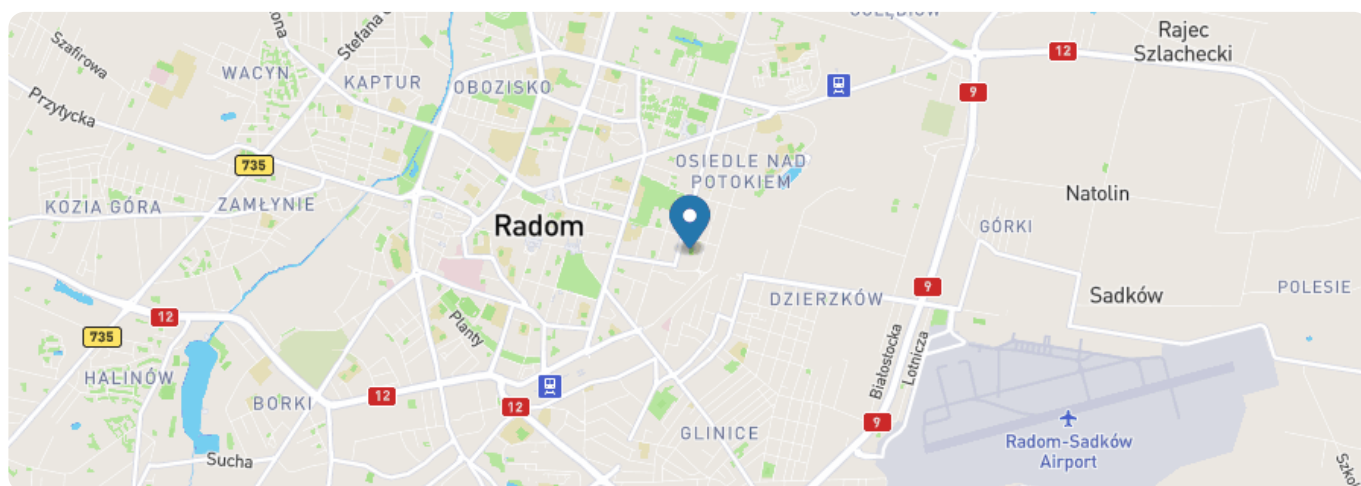 Szafirowa
Stefana
WACYN
KAPTUR
OBOZISKO
Przytycka
735
KOZIA GÓRA
ZAMŁYNIE
Radom
OSIEDLE NAD
POTOKIEM
12
9
Rajec
Szlachecki
Natolin
GÓRKI
POLESIE
Sadków
9
DZIERZKÓW
Białostocka
Lotnicza
12
735
Planty
HALINÓW
BORKI
12
12
GLINICE
9
Radom-Sadków
Airport
Sucha